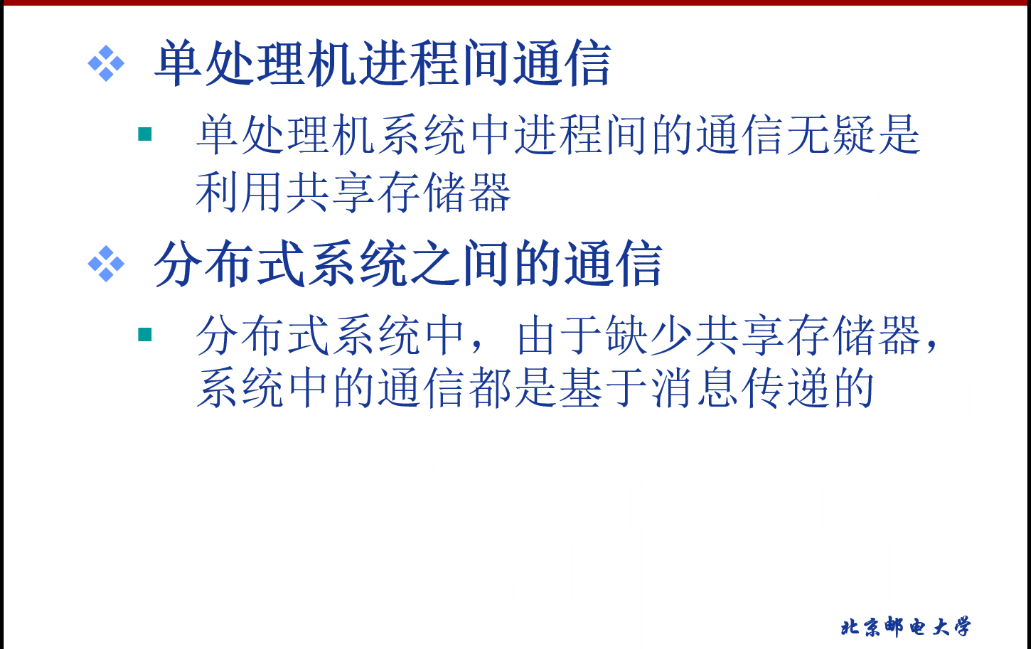 单处理机进程间通信
单处理机系统中进程间的通信无疑是
利用共享存储器
分布式系统之间的通信
分布式系统中，由于缺少共享存储器，
系统中的通信都是基于消息传递的
北京邮电大学